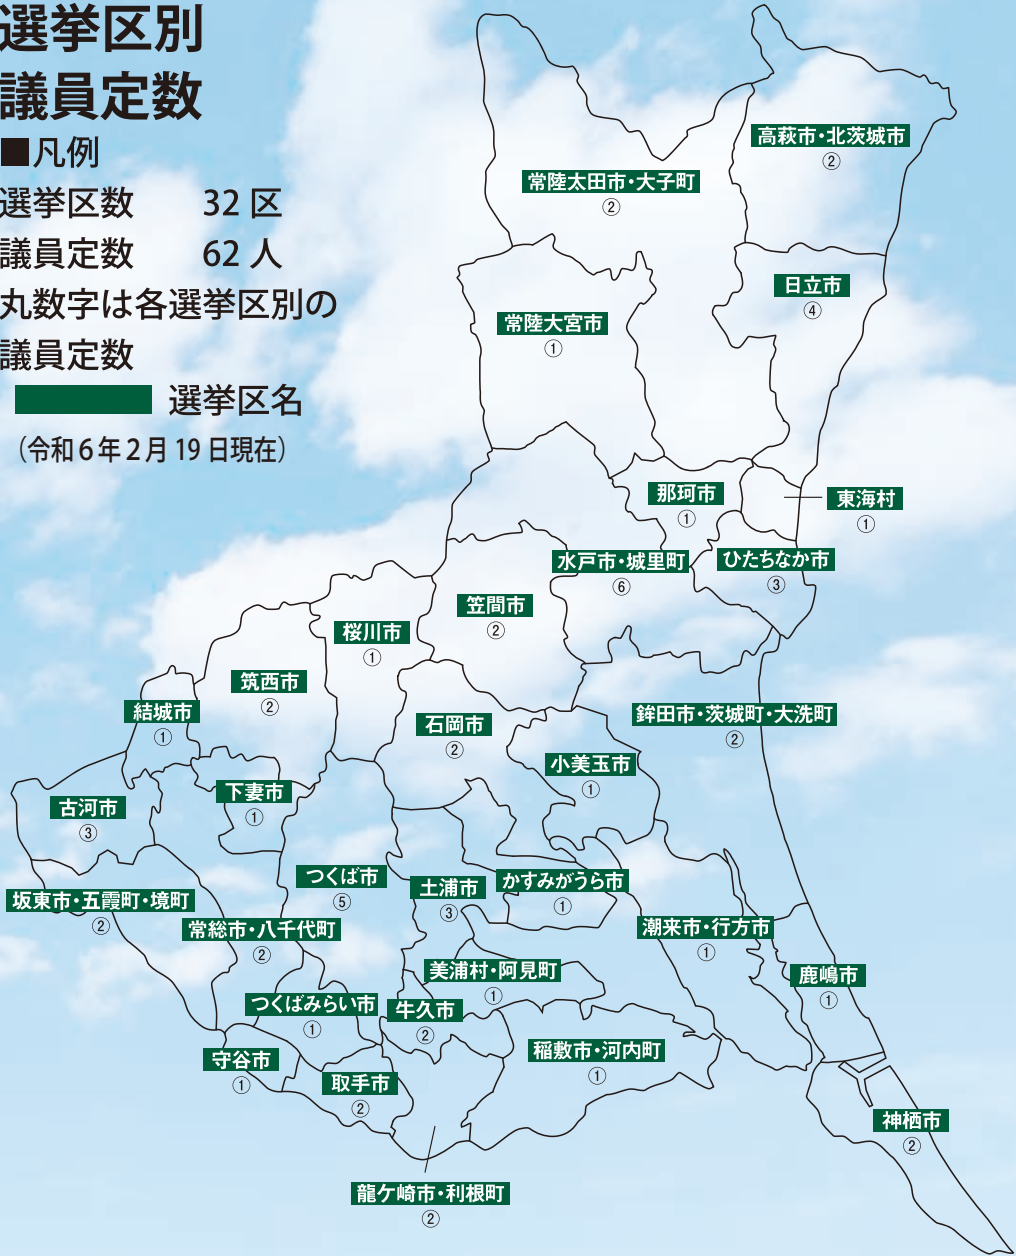 選挙区別
議員定数
■凡例
選挙区数 32 区
議員定数 62 人
丸数字は各選挙区別の
議員定数
選挙区名
（令和６年２月 19 日現在）
高萩市・北茨城市
②
常陸太田市・大子町
②
日立市
④
常陸大宮市
①
那珂市
①
東海村
①
水戸市・城里町
⑥
ひたちなか市
③
笠間市
②
桜川市
①
筑西市
②
結城市
①
石岡市
②
鉾田市・茨城町・大洗町
②
小美玉市
①
下妻市
①
古河市
③
つくば市
⑤
土浦市
③
かすみがうら市
①
坂東市・五霞町・境町
②
常総市・八千代町
②
潮来市・行方市
①
美浦村・阿見町
①
鹿嶋市
①
つくばみらい市
①
牛久市
②
守谷市
①
取手市
②
稲敷市・河内町
①
神栖市
②
龍ケ崎市・利根町
②